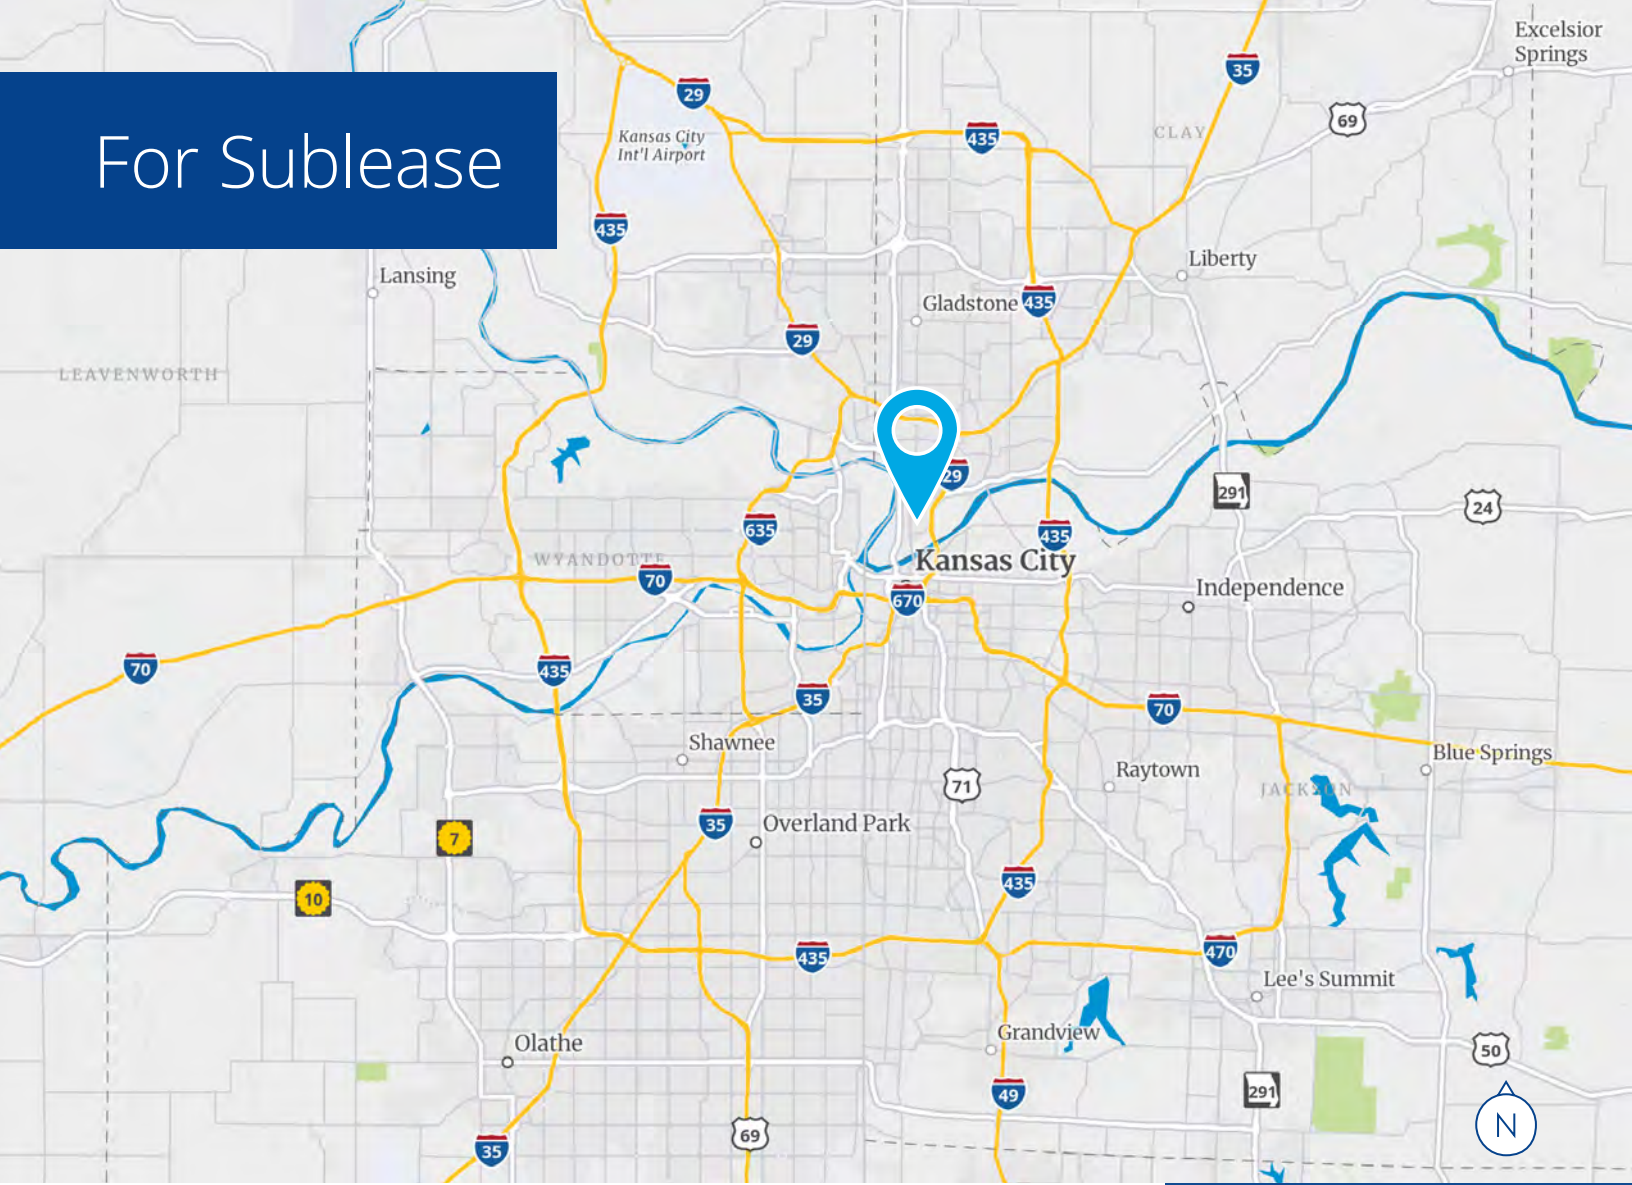 Excelsior
Springs
35
29
69
For Sublease
Kansas City
Int'l Airport
435
CLAY
435
Liberty
Lansing
Gladstone
435
29
LEAVENWORTH
29
291
24
635
435
WYANDOTTE
Kansas City
70
Independence
670
70
435
35
70
Shawnee
Blue Springs
Raytown
71
JACKSON
35
Overland Park
7
435
10
435
470
Lee's Summit
Grandview
Olathe
50
49
291
N
69
35